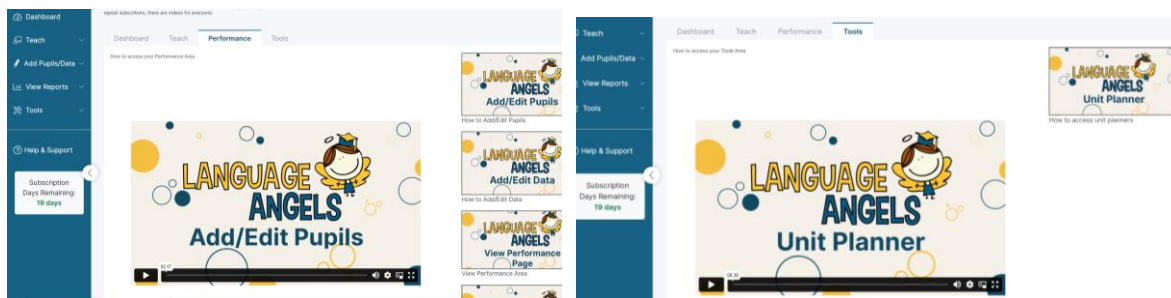 repeat subscribers, there are videos for everyone.
Dashboard
Teach
Add Pupils/Data
View Reports
Tools
Help & Support
Subscription
Days Remaining:
19 days
Dashboard Teach Performance Tools
How to access your Performance Area
LANGUAGE
ANGELS
Add/Edit Pupils
02:47
LANGUAGE
ANGELS
Add/Edit Pupils
How to Add/Edit Pupils
LANGUAGE
ANGELS
Add/Edit Data
How to Add/Edit Data
LANGUAGE
ANGELS
View Performance
Page
View Performance Area
Teach
Add Pupils/Data
View Reports
Tools
Help & Support
Subscription
Days Remaining:
19 days
Dashboard Teach Performance Tools
How to access your Tools Area
LANGUAGE
ANGELS
Unit Planner
LANGUAGE
ANGELS
Unit Planner
How to access unit planners